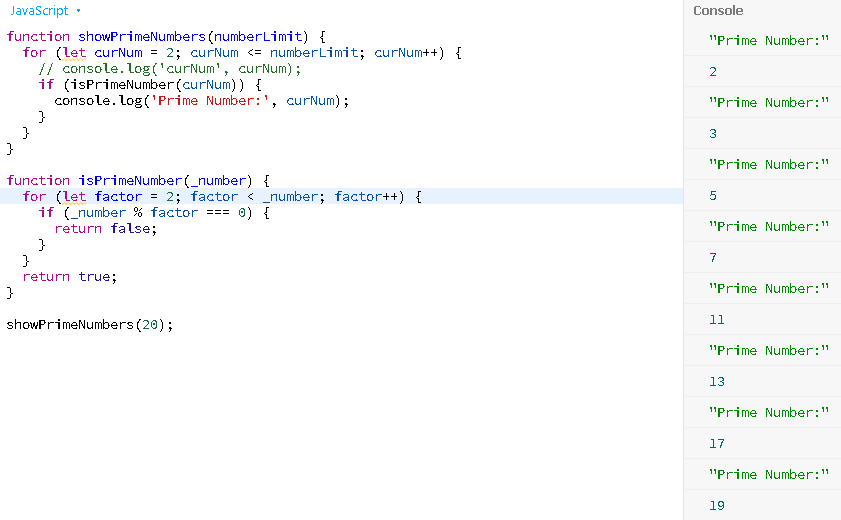 JavaScript
function showPrimeNumbers(numberLimit) {
  for (let curNum = 2; curNum <= numberLimit; curNum++) {
    // console.log('curNum', curNum);
    if (isPrimeNumber(curNum)) {
      console.log('Prime Number:', curNum);
    }
  }
}
function isPrimeNumber(_number) {
  for (let factor = 2; factor < _number; factor++) {
    if (_number % factor === 0) {
      return false;
    }
  }
  return true;
}
showPrimeNumbers(20);
Console
"Prime Number:"
2
"Prime Number:"
3
"Prime Number:"
5
"Prime Number:"
7
"Prime Number:"
11
"Prime Number:"
13
"Prime Number:"
17
"Prime Number:"
19